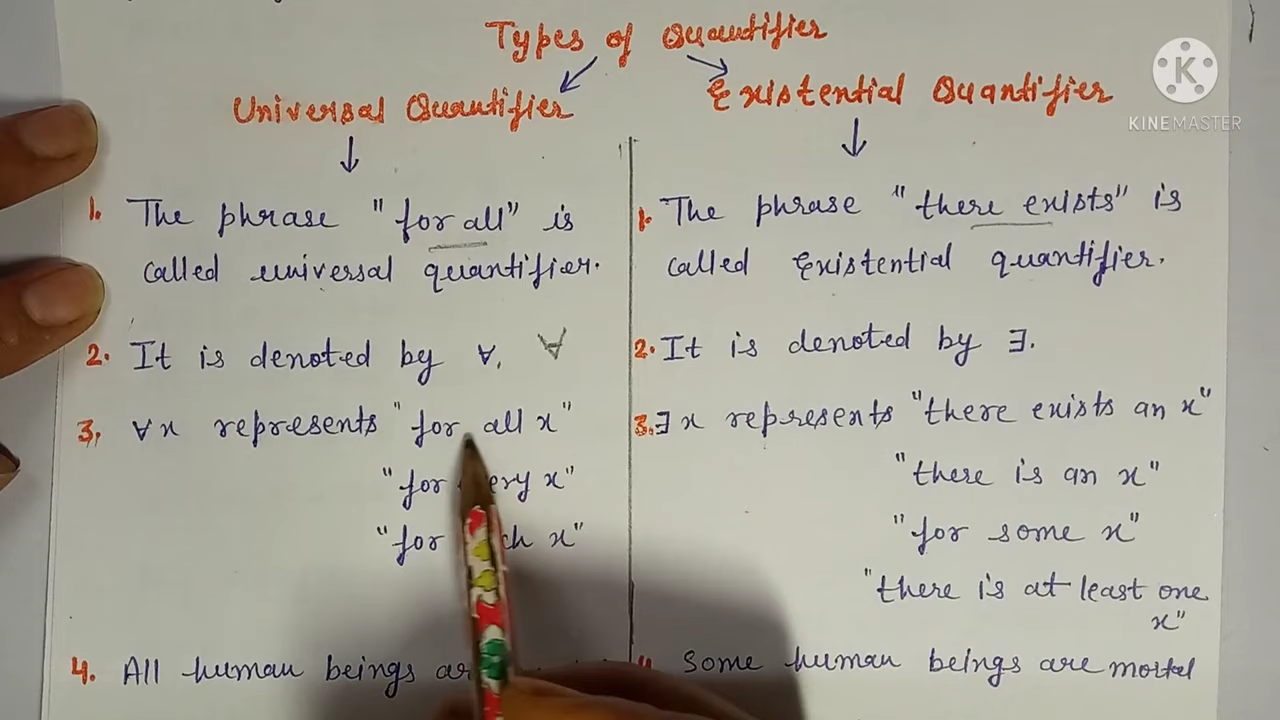 Types of Quantifier
Universal Quantifier
Existential Quantifier
1. The phrase "for all" is
called universal quantifier.
2. It is denoted by ∀. ∀
3. ∀x represents "for all x"
"for x"
"for x"
4. All human beings
1. The phrase "there exists" is
called Existential quantifier.
2. It is denoted by ∃.
3. ∃x represents "there exists an x"
"there is an x"
"for some x"
"there is at least one
x"
Some human beings are mortal
K
KINEMASTER